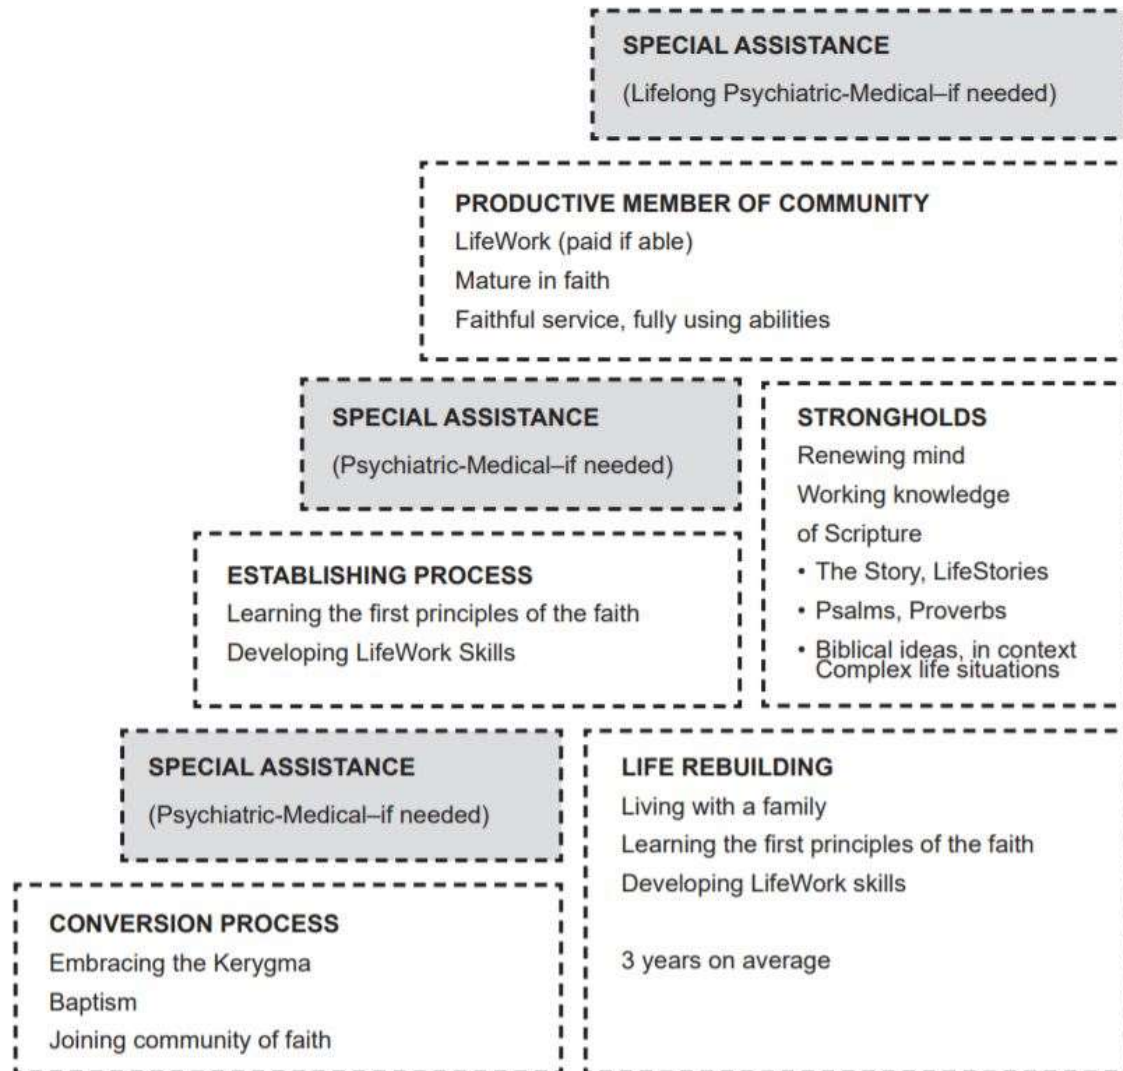 SPECIAL ASSISTANCE
(Lifelong Psychiatric-Medical–if needed)
PRODUCTIVE MEMBER OF COMMUNITY
LifeWork (paid if able)
Mature in faith
Faithful service, fully using abilities
SPECIAL ASSISTANCE
(Psychiatric-Medical–if needed)
STRONGHOLDS
Renewing mind
Working knowledge
of Scripture
• The Story, LifeStories
• Psalms, Proverbs
• Biblical ideas, in context
Complex life situations
ESTABLISHING PROCESS
Learning the first principles of the faith
Developing LifeWork Skills
SPECIAL ASSISTANCE
(Psychiatric-Medical–if needed)
LIFE REBUILDING
Living with a family
Learning the first principles of the faith
Developing LifeWork skills
3 years on average
CONVERSION PROCESS
Embracing the Kerygma
Baptism
Joining community of faith